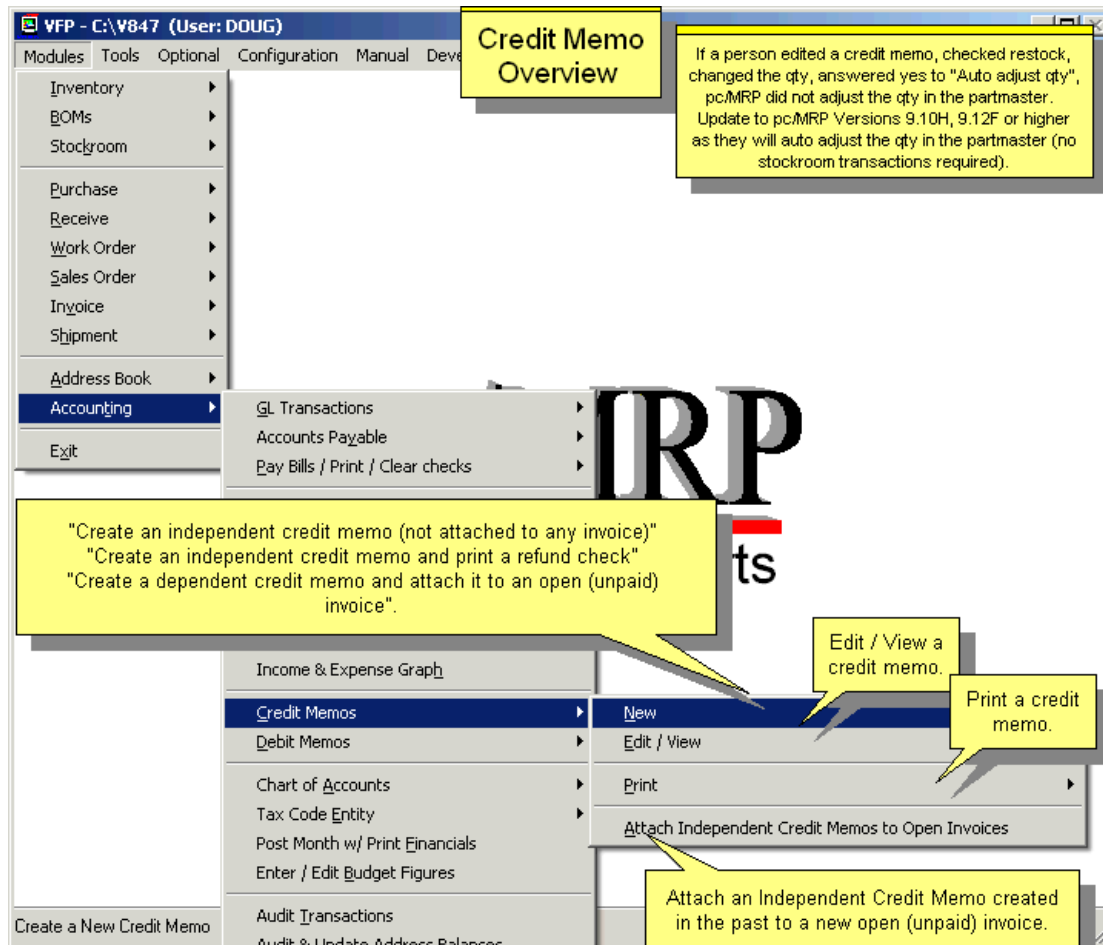 VFP - C:\V847 (User: DOUG)
Modules Tools Optional Configuration Manual Deve
Credit Memo
Overview
If a person edited a credit memo, checked restock,
changed the qty, answered yes to "Auto adjust qty",
pc/MRP did not adjust the qty in the partmaster.
Update to pc/MRP Versions 9.10H, 9.12F or higher
as they will auto adjust the qty in the partmaster (no
stockroom transactions required).
Inventory
BOMs
Stockroom
Purchase
Receive
Work Order
Sales Order
Invoice
Shipment
Address Book
Accounting
Exit
GL Transactions
Accounts Payable
Pay Bills / Print / Clear checks
MRP
ts
"Create an independent credit memo (not attached to any invoice)"
"Create an independent credit memo and print a refund check"
"Create a dependent credit memo and attach it to an open (unpaid)
invoice".
Income & Expense Graph
Credit Memos
Debit Memos
Chart of Accounts
Tax Code Entity
Post Month w/ Print Financials
Enter / Edit Budget Figures
Audit Transactions
Audit & Update Address Balances
Edit / View a
credit memo.
Print a credit
memo.
New
Edit / View
Print
Attach Independent Credit Memos to Open Invoices
Attach an Independent Credit Memo created
in the past to a new open (unpaid) invoice.
Create a New Credit Memo